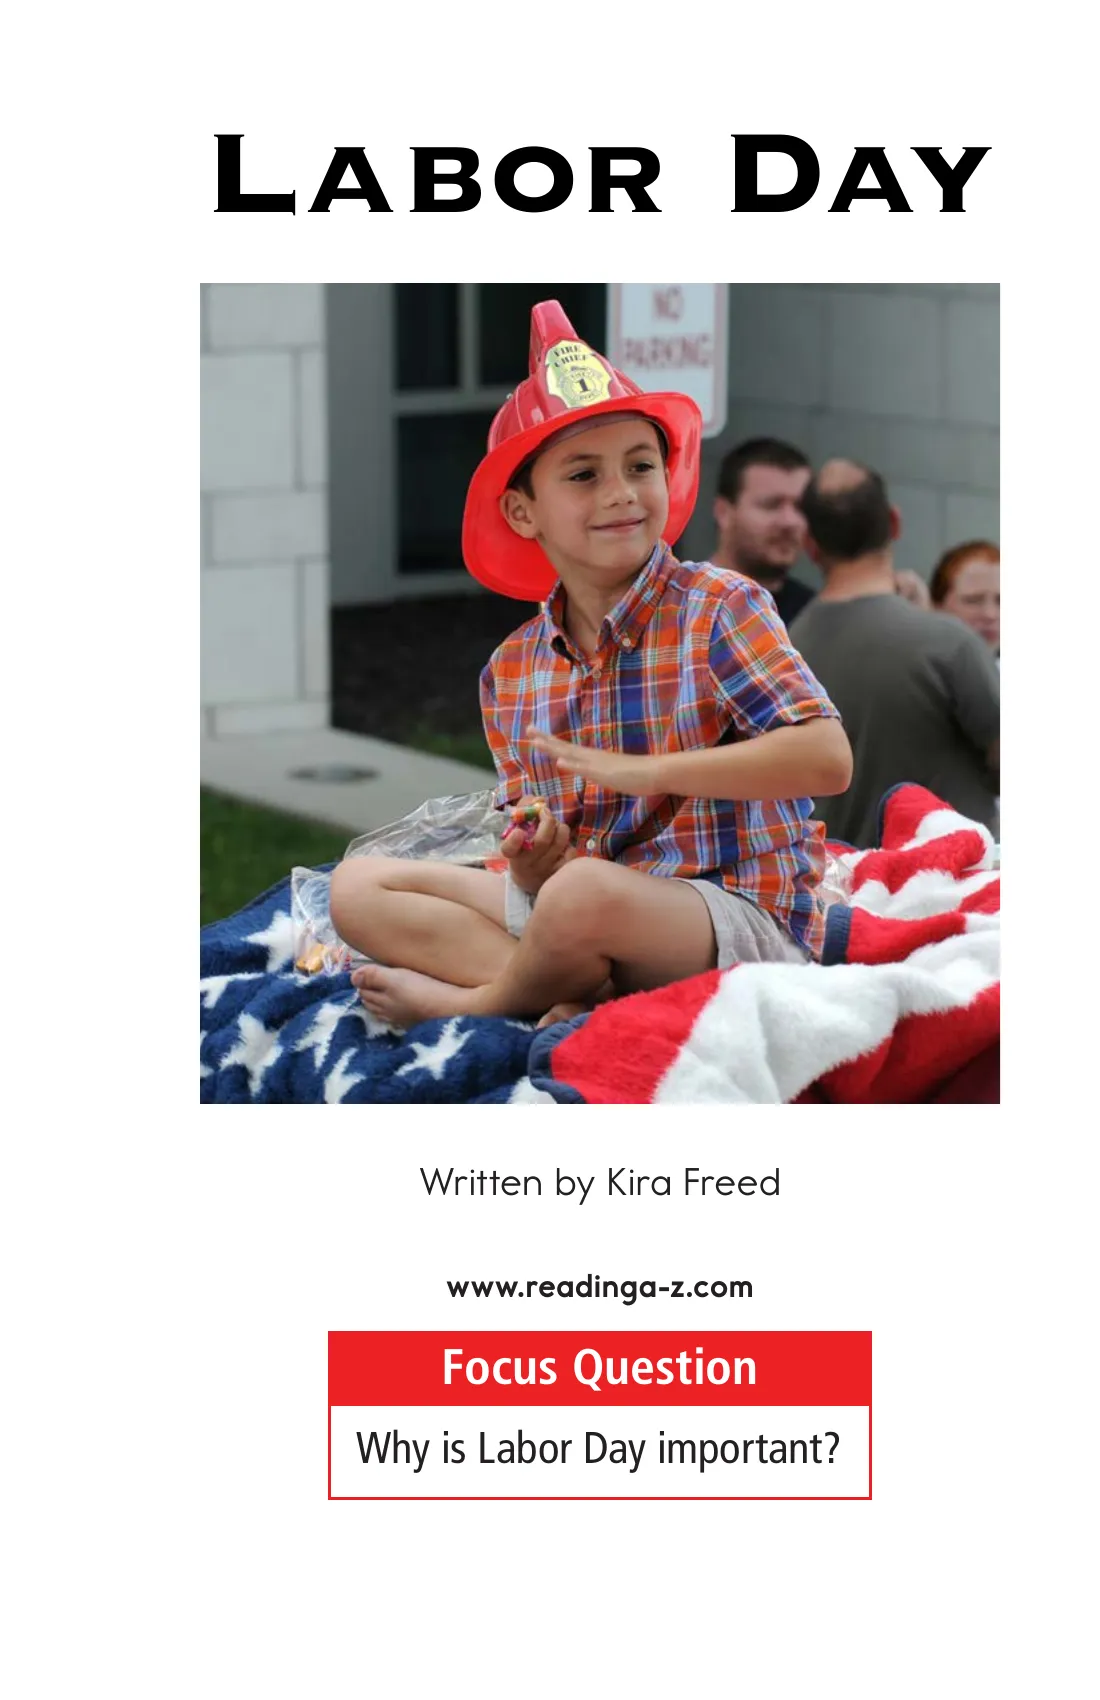 LABOR DAY
NO
PARKING
FIRE
CHIEF
1
Written by Kira Freed
www.readinga-z.com
Focus Question
Why is Labor Day important?